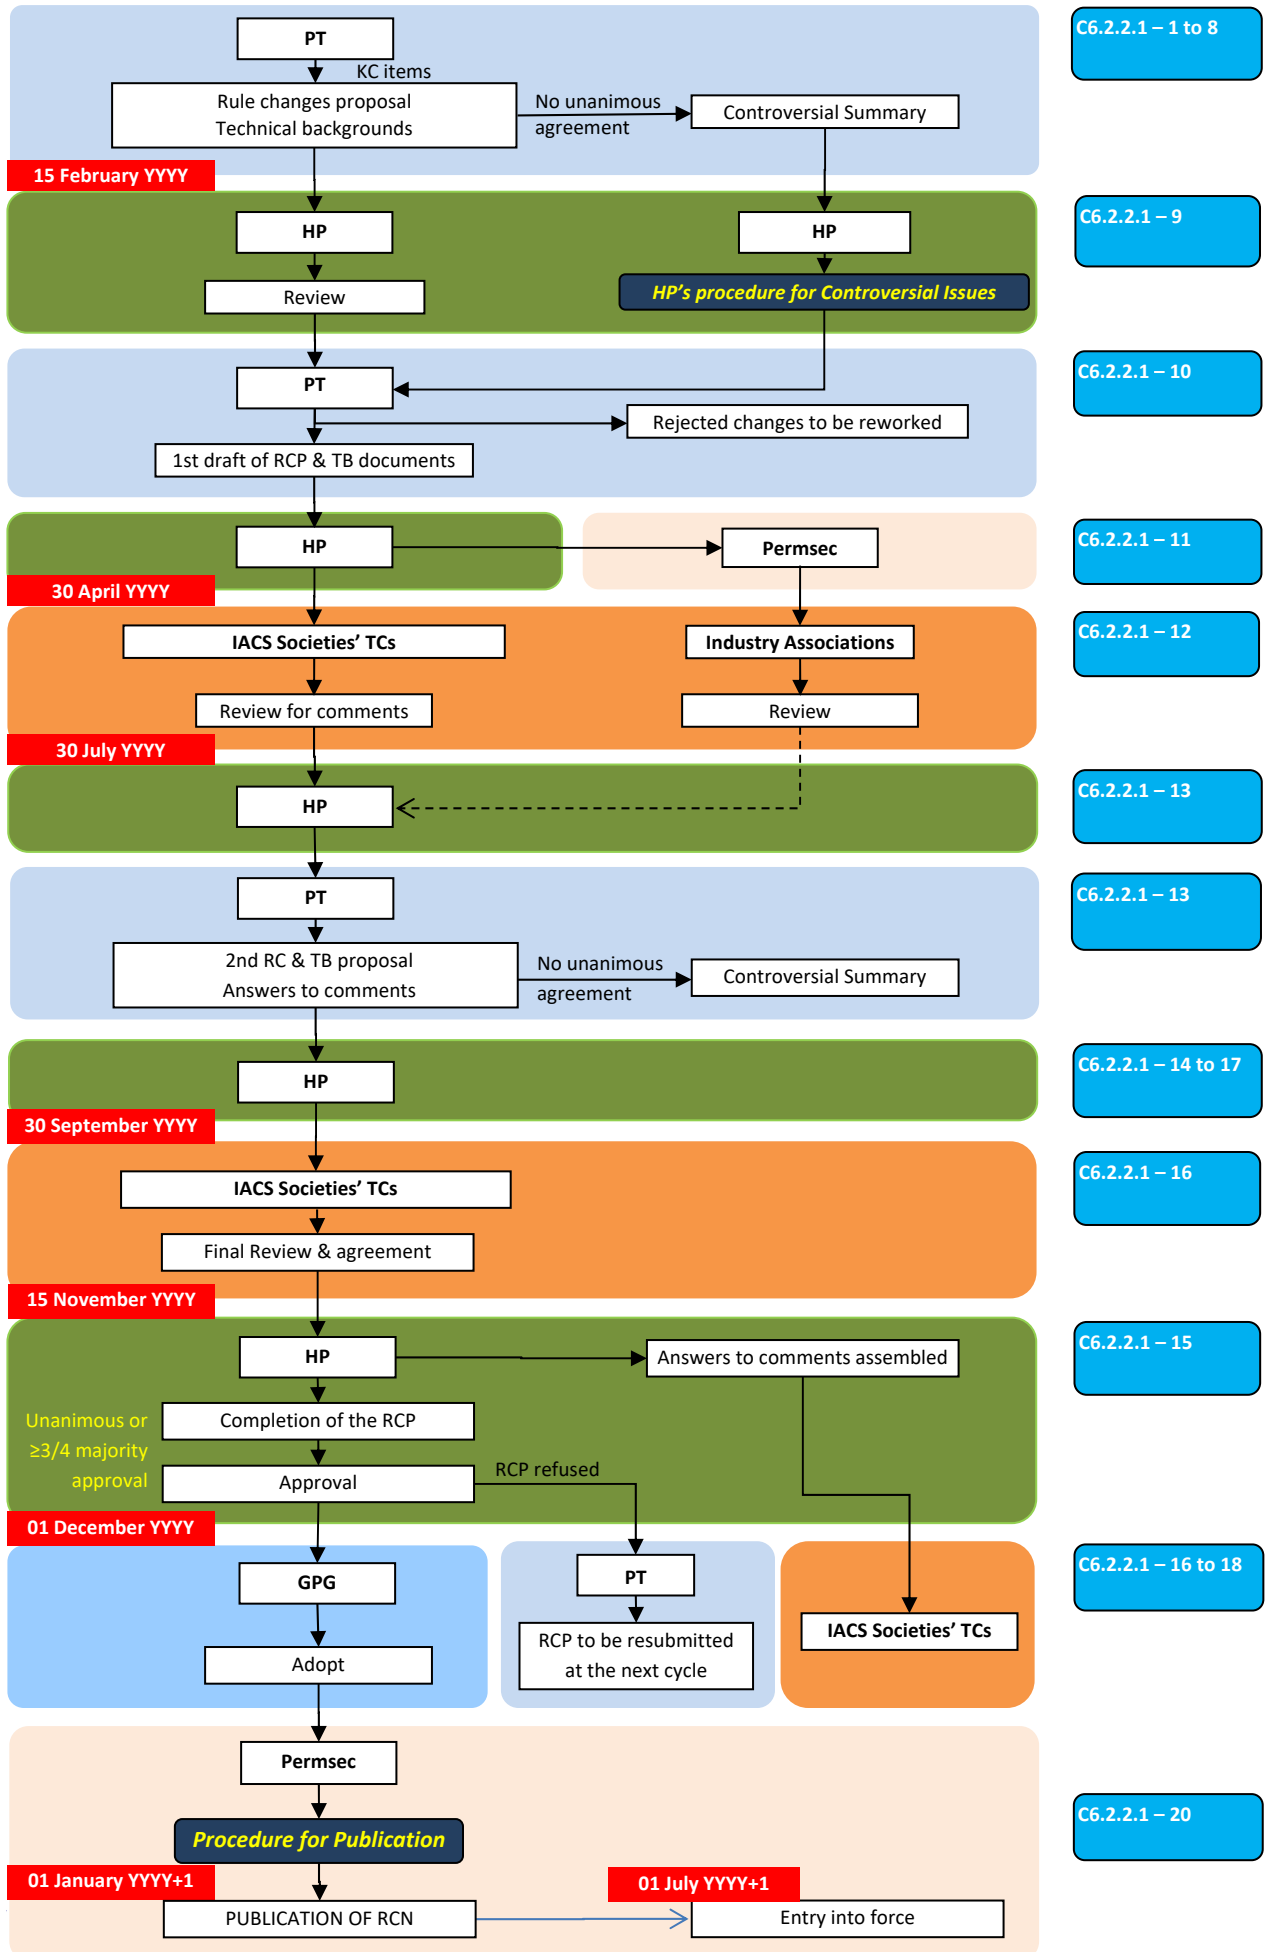 PT
C6.2.2.1 – 1 to 8
KC items
Rule changes proposal
Technical backgrounds
No unanimous
agreement
Controversial Summary
15 February YYYY
HP
HP
C6.2.2.1 – 9
Review
HP's procedure for Controversial Issues
PT
C6.2.2.1 – 10
Rejected changes to be reworked
1st draft of RCP & TB documents
HP
Permsec
C6.2.2.1 – 11
30 April YYYY
IACS Societies' TCs
Industry Associations
C6.2.2.1 – 12
Review for comments
Review
30 July YYYY
HP
C6.2.2.1 – 13
PT
C6.2.2.1 – 13
2nd RC & TB proposal
Answers to comments
No unanimous
agreement
Controversial Summary
HP
C6.2.2.1 – 14 to 17
30 September YYYY
IACS Societies' TCs
C6.2.2.1 – 16
Final Review & agreement
15 November YYYY
HP
Answers to comments assembled
C6.2.2.1 – 15
Completion of the RCP
Unanimous or
≥3/4 majority
approval
Approval
RCP refused
01 December YYYY
GPG
PT
C6.2.2.1 – 16 to 18
IACS Societies' TCs
RCP to be resubmitted
at the next cycle
Adopt
Permsec
Procedure for Publication
C6.2.2.1 – 20
01 January YYYY+1
01 July YYYY+1
PUBLICATION OF RCN
Entry into force